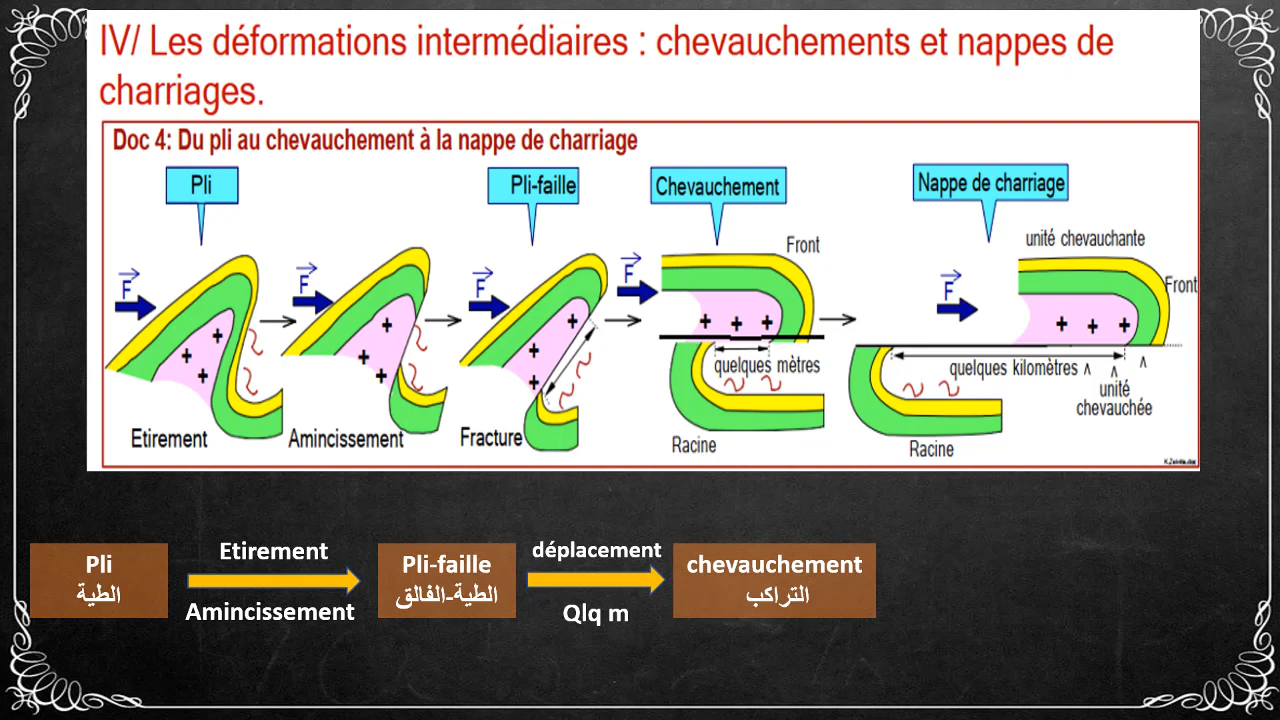 IV/ Les déformations intermédiaires : chevauchements et nappes de
charriages.
Doc 4: Du pli au chevauchement à la nappe de charriage
Pli
Pli-faille
Chevauchement
Nappe de charriage
Front
unité chevauchante
F
F
F
F
F
Front
+ + +
+ +
+ + +
+ + +
+ + +
quelques mètres
quelques kilomètres
unité
chevauchée
Etirement
Amincissement
Fracture
Racine
Racine
Pli
الطية
Etirement
Amincissement
Pli-faille
الطية-الفالق
déplacement
Qlq m
chevauchement
التراكب